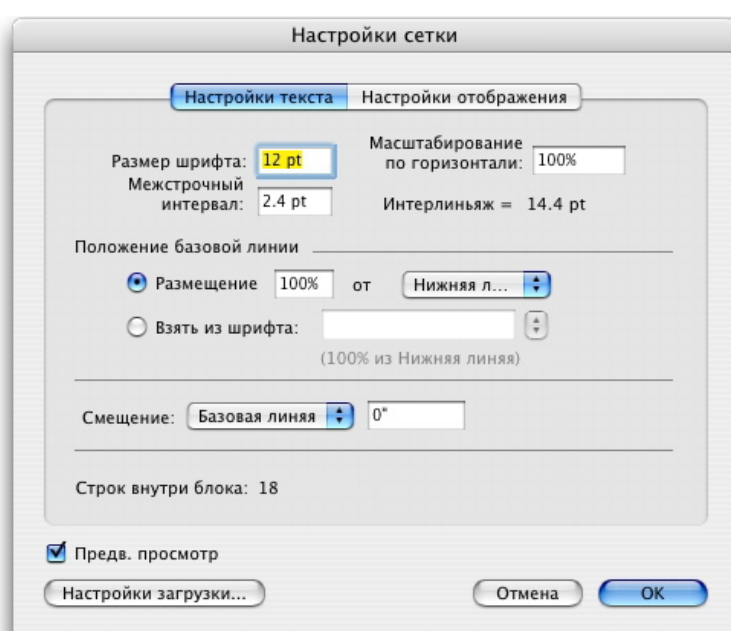 Настройки сетки
Настройки текста Настройки отображения
Размер шрифта: 12 pt
Масштабирование по горизонтали: 100%
Межстрочный интервал: 2.4 pt
Интерлиньяж = 14.4 pt
Положение базовой линии
Размещение 100% от Нижняя л...
Взять из шрифта:
(100% из Нижняя линяя)
Смещение: Базовая линяя 0"
Строк внутри блока: 18
Предв. просмотр
Настройки загрузки... Отмена OK